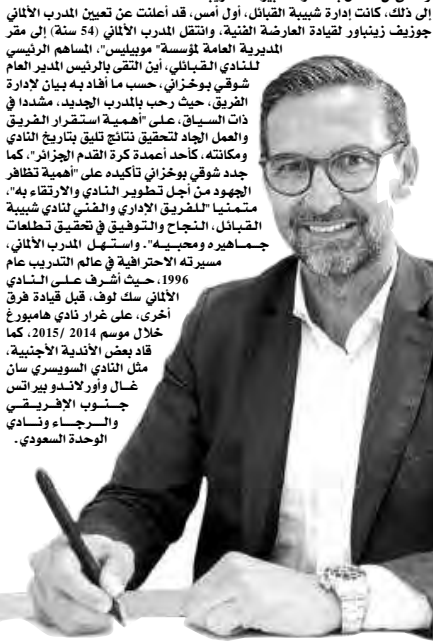 إلى ذلك، كانت إدارة شبيبة القبائل، أول أمس، قد أعلنت عن تعيين المدرب الألماني
جوزيف زينباور لقيادة العارضة الفنية، وانتقل المدرب الألماني (54 سنة) إلى مقر
المديرية العامة لمؤسسة" موبيليس"، المساهم الرئيسي
للنادي القبائلي، أين التقى بالرئيس المدير العام
شوقي بوخزاني، حسب ما أفاد به بيان لإدارة
الفريق، حيث رحب بالمدرب الجديد، مشددا في
ذات السياق، على "أهمية استقرار الفريق
والعمل الجاد لتحقيق نتائج تليق بتاريخ النادي
ومكانته، كأحد أعمدة كرة القدم الجزائر"، كما
جدد شوقي بوخزاني تأكيده على "أهمية تظافر
الجهود من أجل تطوير النادي والارتقاء به"،
متمنيا "للفريق الإداري والفني لنادي شبيبة
القبائل، النجاح والتوفيق في تحقيق تطلعات
جماهيره ومحبيه". واستهل المدرب الألماني،
مسيرته الاحترافية في عالم التدريب عام
1996، حيث أشرف على النادي
الألماني سك لوف، قبل قيادة فرق
أخرى، على غرار نادي هامبورغ
خلال موسم 2014 /2015، كما
قاد بعض الأندية الأجنبية،
مثل النادي السويسري سان
غال وأورلاندو بيراتس
جنوب الإفريقي
والرجاء ونادي
الوحدة السعودي.